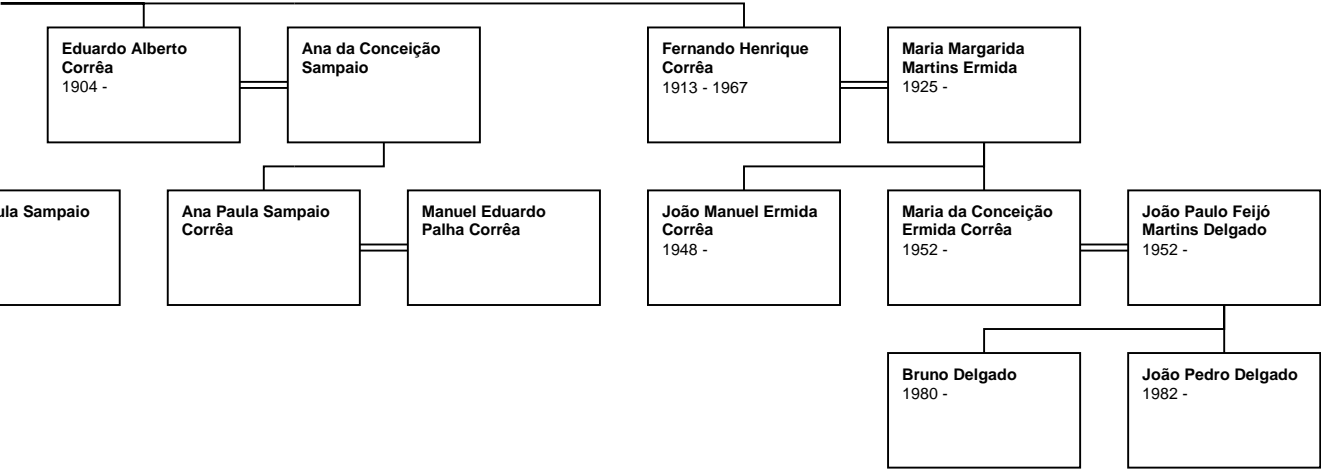 Eduardo Alberto
Corrêa
1904 -
Ana da Conceição
Sampaio
Fernando Henrique
Corrêa
1913 - 1967
Maria Margarida
Martins Ermida
1925 -
Sampaio
Ana Paula Sampaio
Corrêa
Manuel Eduardo
Palha Corrêa
João Manuel Ermida
Corrêa
1948 -
Maria da Conceição
Ermida Corrêa
1952 -
João Paulo Feijó
Martins Delgado
1952 -
Bruno Delgado
1980 -
João Pedro Delgado
1982 -